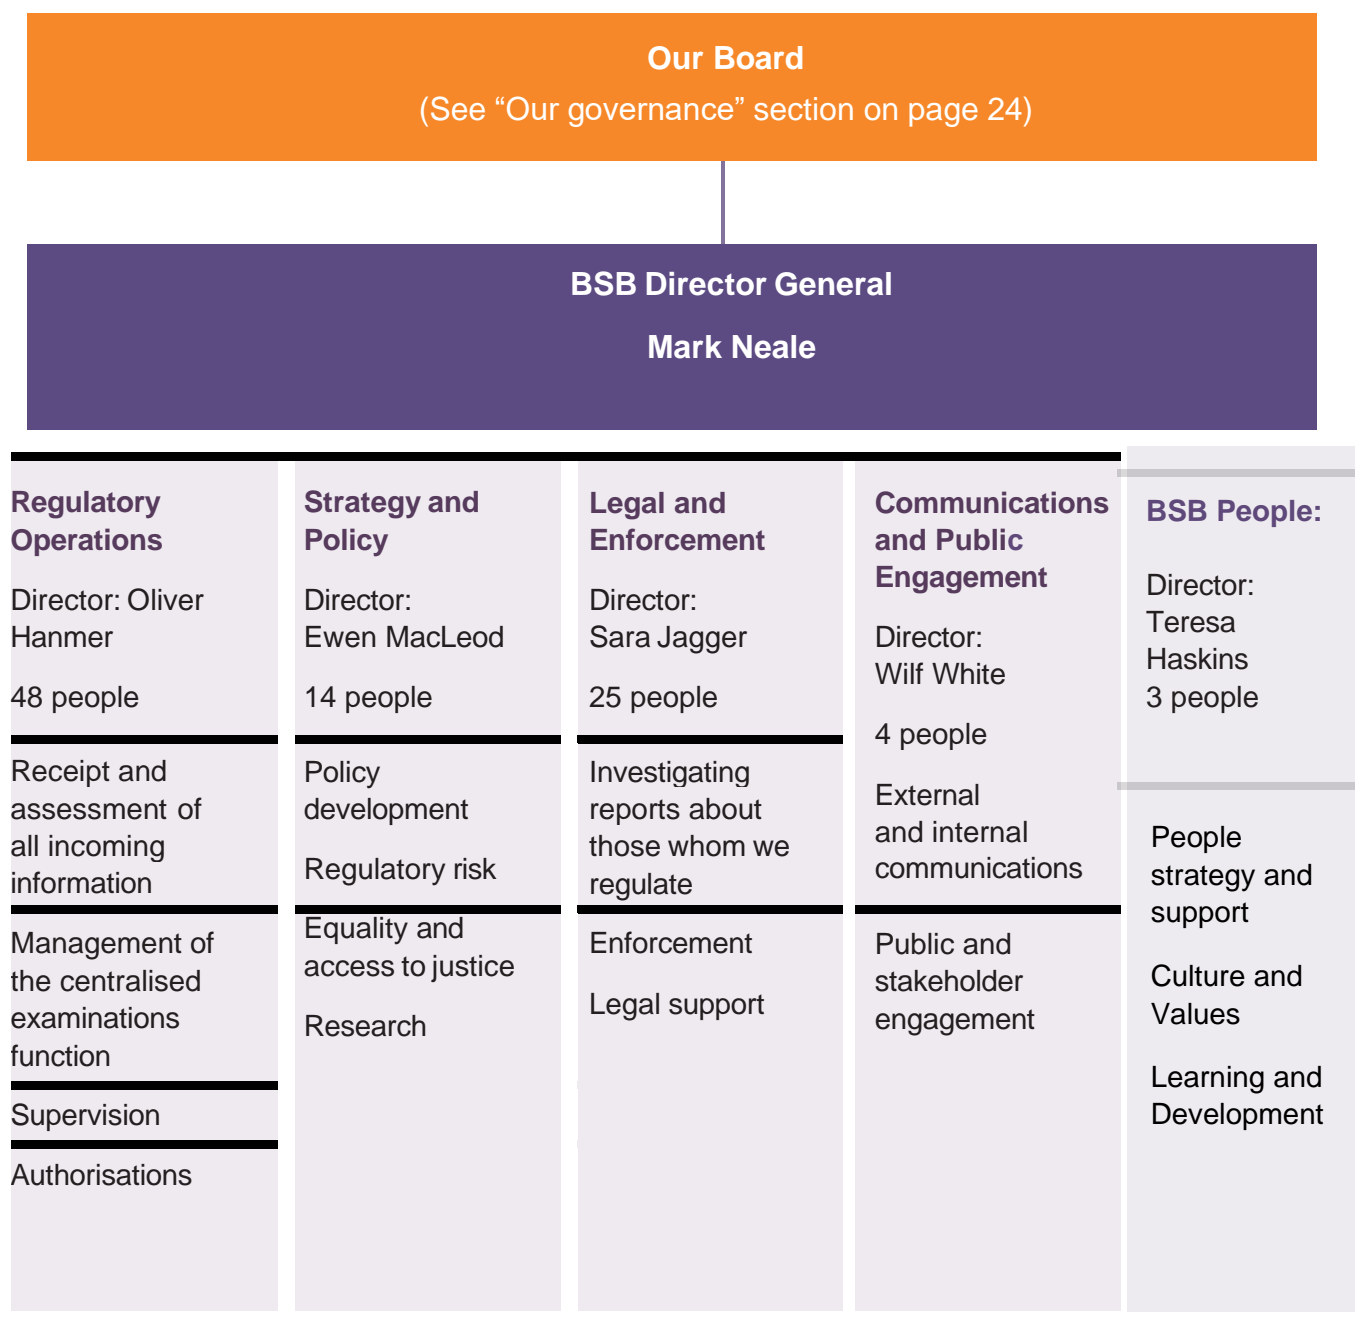 Our Board
(See “Our governance” section on page 24)
BSB Director General
Mark Neale
Regulatory
Operations
Director: Oliver
Hanmer
48 people
Receipt and
assessment of
all incoming
information
Management of
the centralised
examinations
function
Supervision
Authorisations
Strategy and
Policy
Director:
Ewen MacLeod
14 people
Policy
development
Regulatory risk
Equality and
access to justice
Research
Legal and
Enforcement
Director:
Sara Jagger
25 people
Investigating
reports about
those whom we
regulate
Enforcement
Legal support
Communications
and Public
Engagement
Director:
Wilf White
4 people
External
and internal
communications
Public and
stakeholder
engagement
BSB People:
Director:
Teresa
Haskins
3 people
People
strategy and
support
Culture and
Values
Learning and
Development